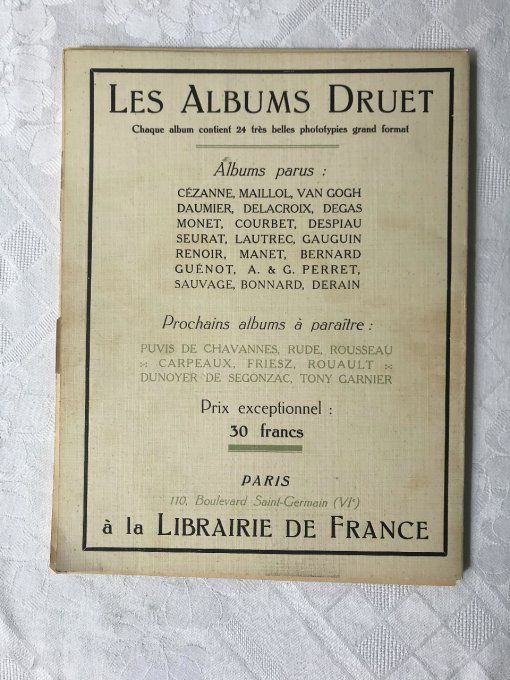 LES ALBUMS DRUET
Chaque album contient 24 très belles phototypies grand format
Albums parus :
CÉZANNE, MAILLOL, VAN GOGH
DAUMIER, DELACROIX, DEGAS
MONET, COURBET, DESPIAU
SEURAT, LAUTREC, GAUGUIN
RENOIR, MANET, BERNARD
GUÉNOT, A. & G. PERRET,
SAUVAGE, BONNARD, DERAIN
Prochains albums à paraître :
PUVIS DE CHAVANNES, RUDE, ROUSSEAU
CARPEAUX, FRIESZ, ROUAULT
DUNOYER DE SEGONZAC, TONY GARNIER
Prix exceptionnel :
30 francs
PARIS
110, Boulevard Saint-Germain (VIe)
à la LIBRAIRIE DE FRANCE